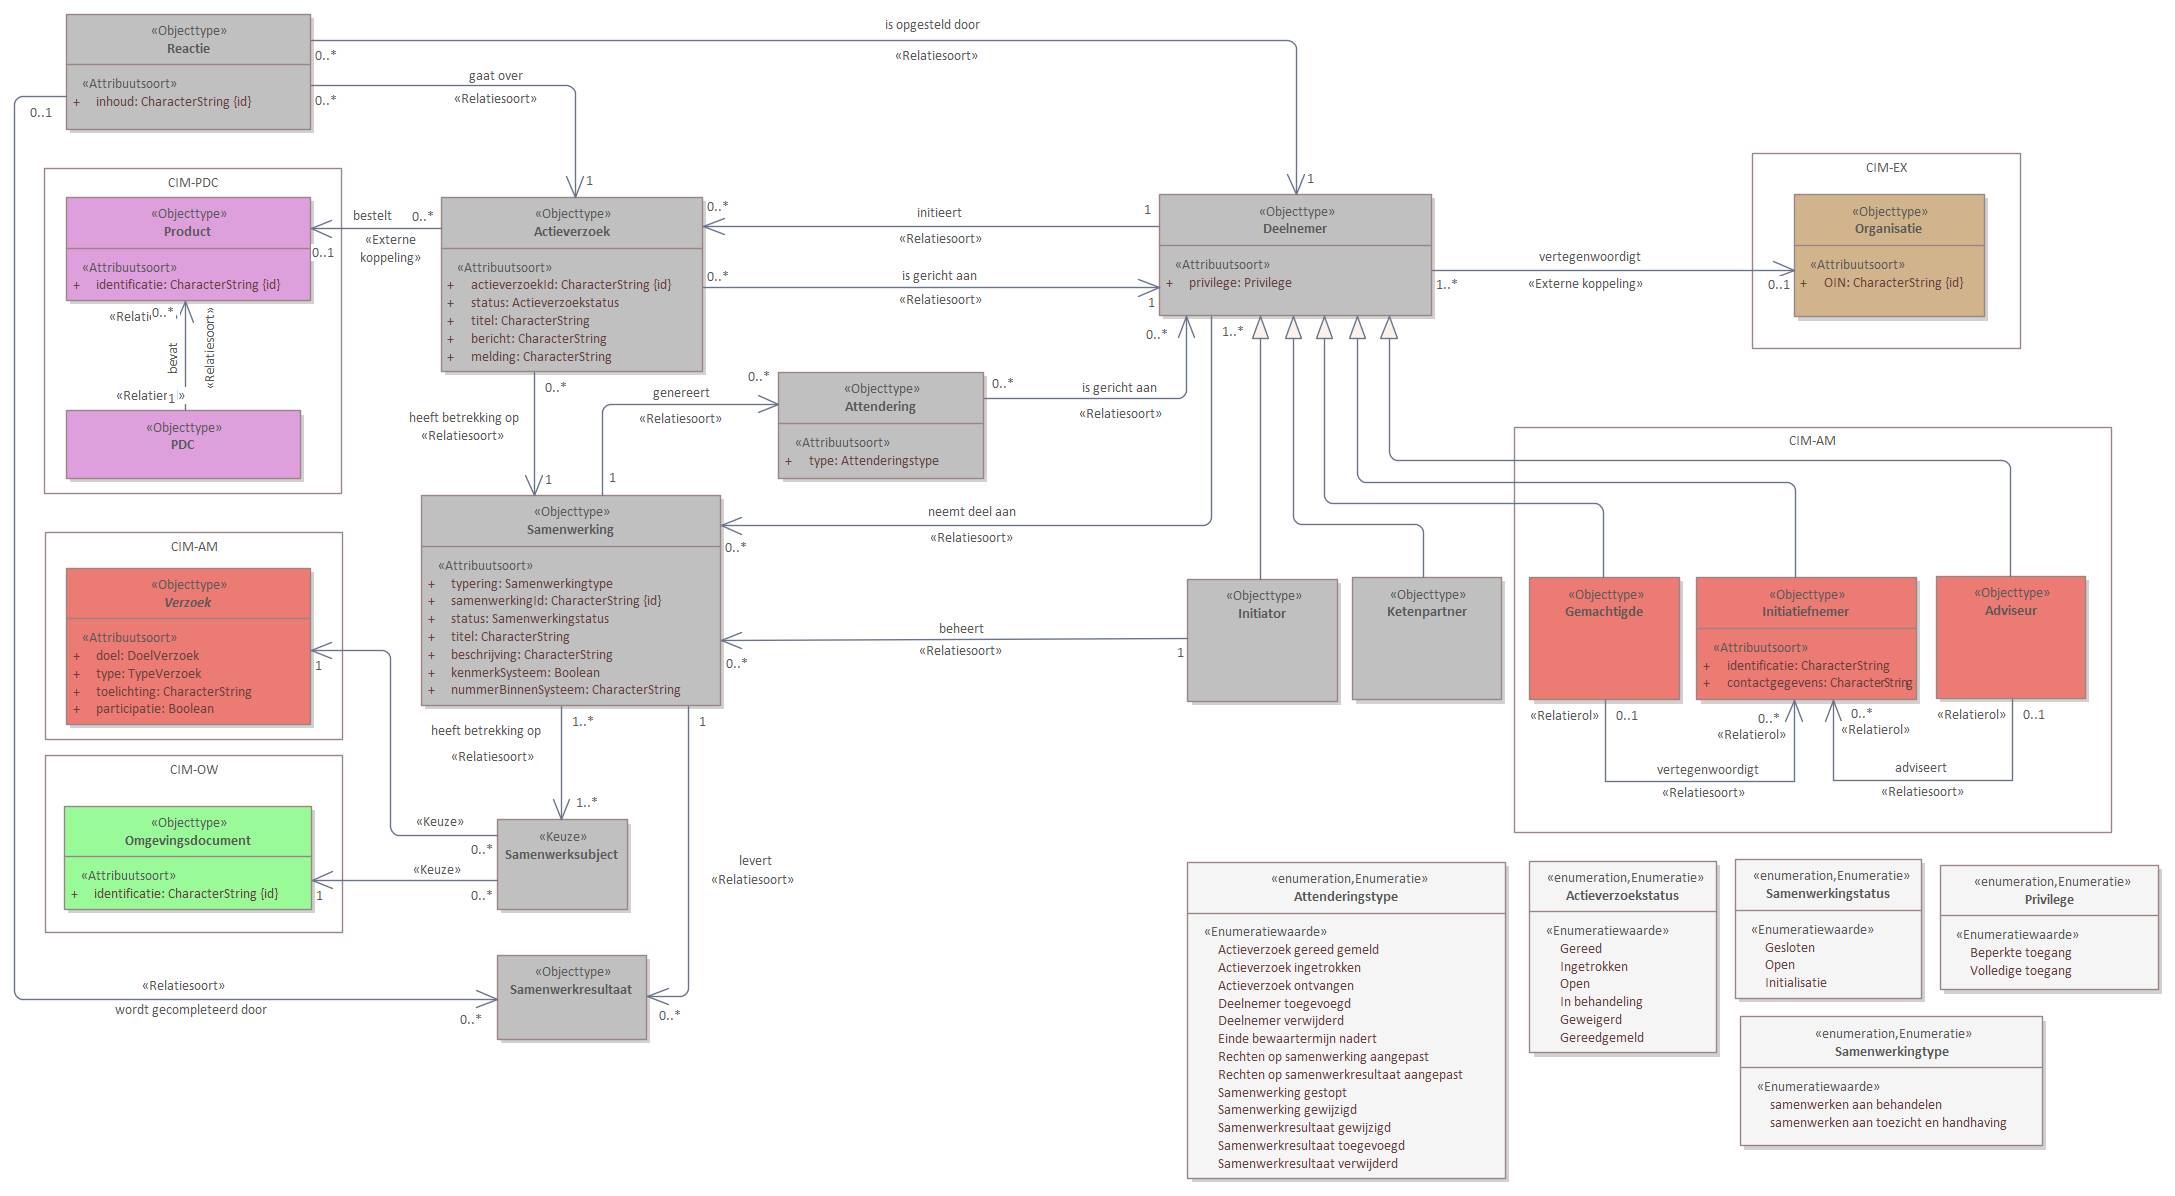 is opgesteld door
«Relatiesoort»
0..*
1
gaat over
«Relatiesoort»
0..*
1
0..1
«Objecttype»
Reactie
«Attribuutsoort»
+ inhoud: CharacterString {id}
CIM-PDC
«Objecttype»
Product
«Attribuutsoort»
+ identificatie: CharacterString {id}
bestelt
0..*
«Externe
koppeling»
0..1
0..*
bevat
«Relatiesoort»
1
«Objecttype»
PDC
«Objecttype»
Actieverzoek
«Attribuutsoort»
+ actieverzoekId: CharacterString {id}
+ status: Actieverzoekstatus
+ titel: CharacterString
+ bericht: CharacterString
+ melding: CharacterString
0..*
initieert
1
«Relatiesoort»
0..*
is gericht aan
«Relatiesoort»
1
«Objecttype»
Deelnemer
«Attribuutsoort»
+ privilege: Privilege
vertegenwoordigt
1..*
«Externe koppeling»
0..1
CIM-EX
«Objecttype»
Organisatie
«Attribuutsoort»
+ OIN: CharacterString {id}
0..*
1..*
0..*
heeft betrekking op
«Relatiesoort»
1
genereert
0..*
«Relatiesoort»
1
«Objecttype»
Attendering
«Attribuutsoort»
+ type: Attenderingstype
0..*
is gericht aan
«Relatiesoort»
«Objecttype»
Samenwerking
«Attribuutsoort»
+ typering: Samenwerkingtype
+ samenwerkingId: CharacterString {id}
+ status: Samenwerkingstatus
+ titel: CharacterString
+ beschrijving: CharacterString
+ kenmerkSysteem: Boolean
+ nummerBinnenSysteem: CharacterString
neemt deel aan
«Relatiesoort»
0..*
beheert
«Relatiesoort»
1
0..*
«Objecttype»
Initiator
«Objecttype»
Ketenpartner
CIM-AM
«Objecttype»
Gemachtigde
«Objecttype»
Initiatiefnemer
«Attribuutsoort»
+ identificatie: CharacterString
+ contactgegevens: CharacterString
«Objecttype»
Adviseur
«Relatierol»
0..1
0..*
«Relatierol»
vertegenwoordigt
«Relatiesoort»
0..*
«Relatierol»
«Relatierol»
0..1
adviseert
«Relatiesoort»
CIM-AM
«Objecttype»
Verzoek
«Attribuutsoort»
+ doel: DoelVerzoek
+ type: TypeVerzoek
+ toelichting: CharacterString
+ participatie: Boolean
1
CIM-OW
«Objecttype»
Omgevingsdocument
«Attribuutsoort»
+ identificatie: CharacterString {id}
1
1..*
heeft betrekking op
«Relatiesoort»
1..*
1
«Keuze»
0..*
«Keuze»
0..*
«Keuze»
Samenwerksubject
levert
«Relatiesoort»
0..*
«Objecttype»
Samenwerkresultaat
«Relatiesoort»
wordt gecompleteerd door
0..*
«enumeration,Enumeratie»
Attenderingstype
«Enumeratiewaarde»
Actieverzoek gereed gemeld
Actieverzoek ingetrokken
Actieverzoek ontvangen
Deelnemer toegevoegd
Deelnemer verwijderd
Einde bewaartermijn nadert
Rechten op samenwerking aangepast
Rechten op samenwerkresultaat aangepast
Samenwerking gestopt
Samenwerking gewijzigd
Samenwerkresultaat gewijzigd
Samenwerkresultaat toegevoegd
Samenwerkresultaat verwijderd
«enumeration,Enumeratie»
Actieverzoekstatus
«Enumeratiewaarde»
Gereed
Ingetrokken
Open
In behandeling
Geweigerd
Gereedgemeld
«enumeration,Enumeratie»
Samenwerkingstatus
«Enumeratiewaarde»
Gesloten
Open
Initialisatie
«enumeration,Enumeratie»
Privilege
«Enumeratiewaarde»
Beperkte toegang
Volledige toegang
«enumeration,Enumeratie»
Samenwerkingtype
«Enumeratiewaarde»
samenwerken aan behandelen
samenwerken aan toezicht en handhaving